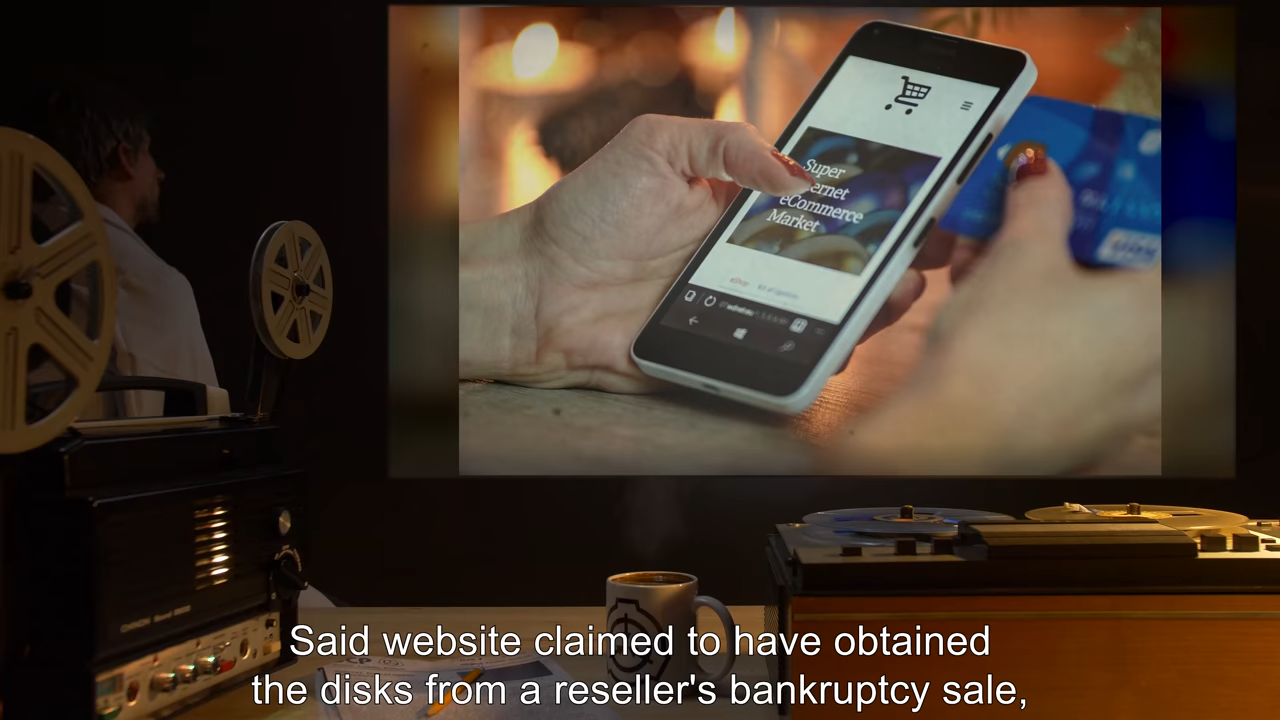 Super
eCommerce
Market
Said website claimed to have obtained
the disks from a reseller's bankruptcy sale,